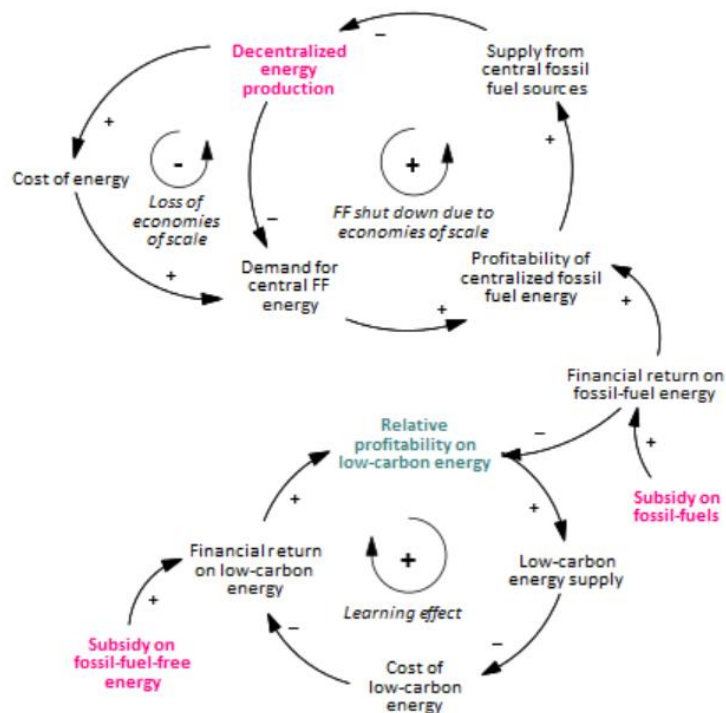 Decentralized
energy
production
−
Supply from
central fossil
fuel sources
+
Cost of energy
-
Loss of
economies
of scale
+
FF shut down due to
economies of scale
+
−
+
Demand for
central FF
energy
Profitability of
centralized fossil
fuel energy
+
+
Financial return on
fossil-fuel energy
Relative
profitability on
low-carbon energy
−
+
Subsidy on
fossil-fuels
+
+
Financial return
on low-carbon
energy
+
Learning effect
Low-carbon
energy supply
+
Subsidy on
fossil-fuel-free
energy
−
−
Cost of
low-carbon
energy